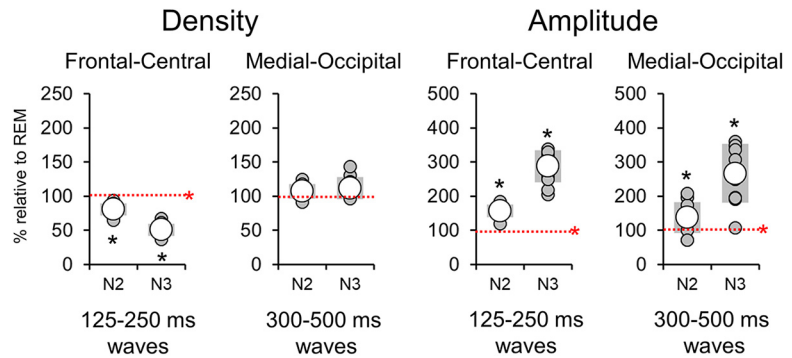 Density
Amplitude
Frontal-Central
Medial-Occipital
Frontal-Central
Medial-Occipital
% relative to REM
250
200
150
100
50
0
*
*
*
N2
N3
125-250 ms
waves
250
200
150
100
50
0
N2
N3
300-500 ms
waves
500
400
300
200
100
0
*
*
*
N2
N3
125-250 ms
waves
500
400
300
200
100
0
*
*
*
N2
N3
300-500 ms
waves